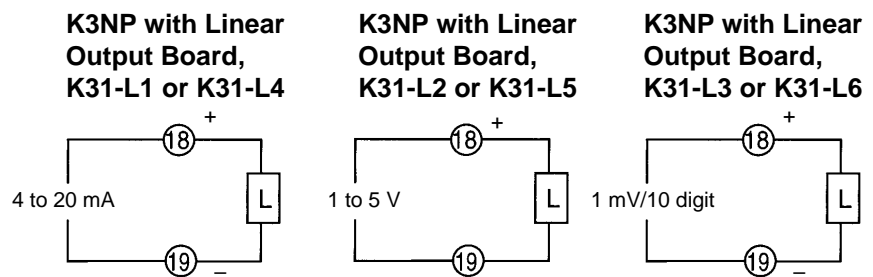 K3NP with Linear
Output Board,
K31-L1 or K31-L4
18
+
4 to 20 mA
L
19
–
K3NP with Linear
Output Board,
K31-L2 or K31-L5
18
+
1 to 5 V
L
19
K3NP with Linear
Output Board,
K31-L3 or K31-L6
18
+
1 mV/10 digit
L
19
–